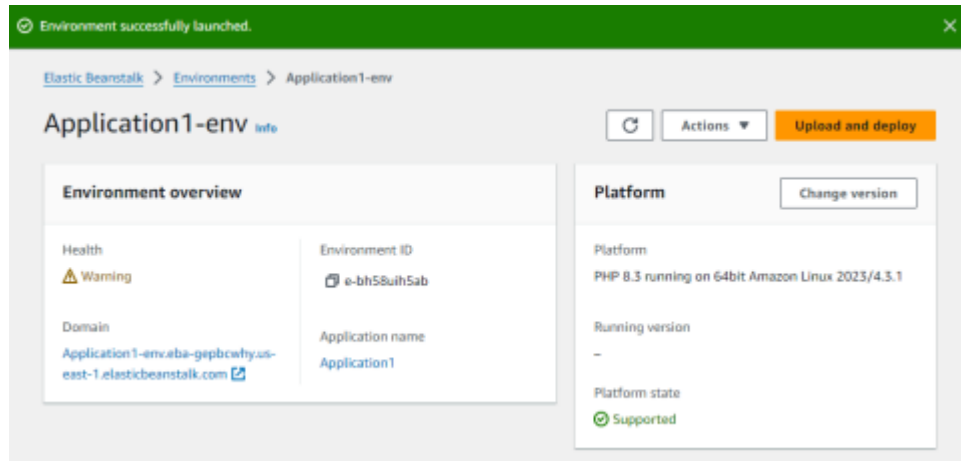 Environment successfully launched.
Elastic Beanstalk > Environments > Application1-env
Application1-env Info
Actions
Upload and deploy
Environment overview
Health
Warning
Domain
Application1-env.eba-gepbcwhy.us-
east-1.elasticbeanstalk.com
Environment ID
e-bh58uih5ab
Application name
Application1
Platform
Change version
Platform
PHP 8.3 running on 64bit Amazon Linux 2023/4.3.1
Running version
–
Platform state
Supported